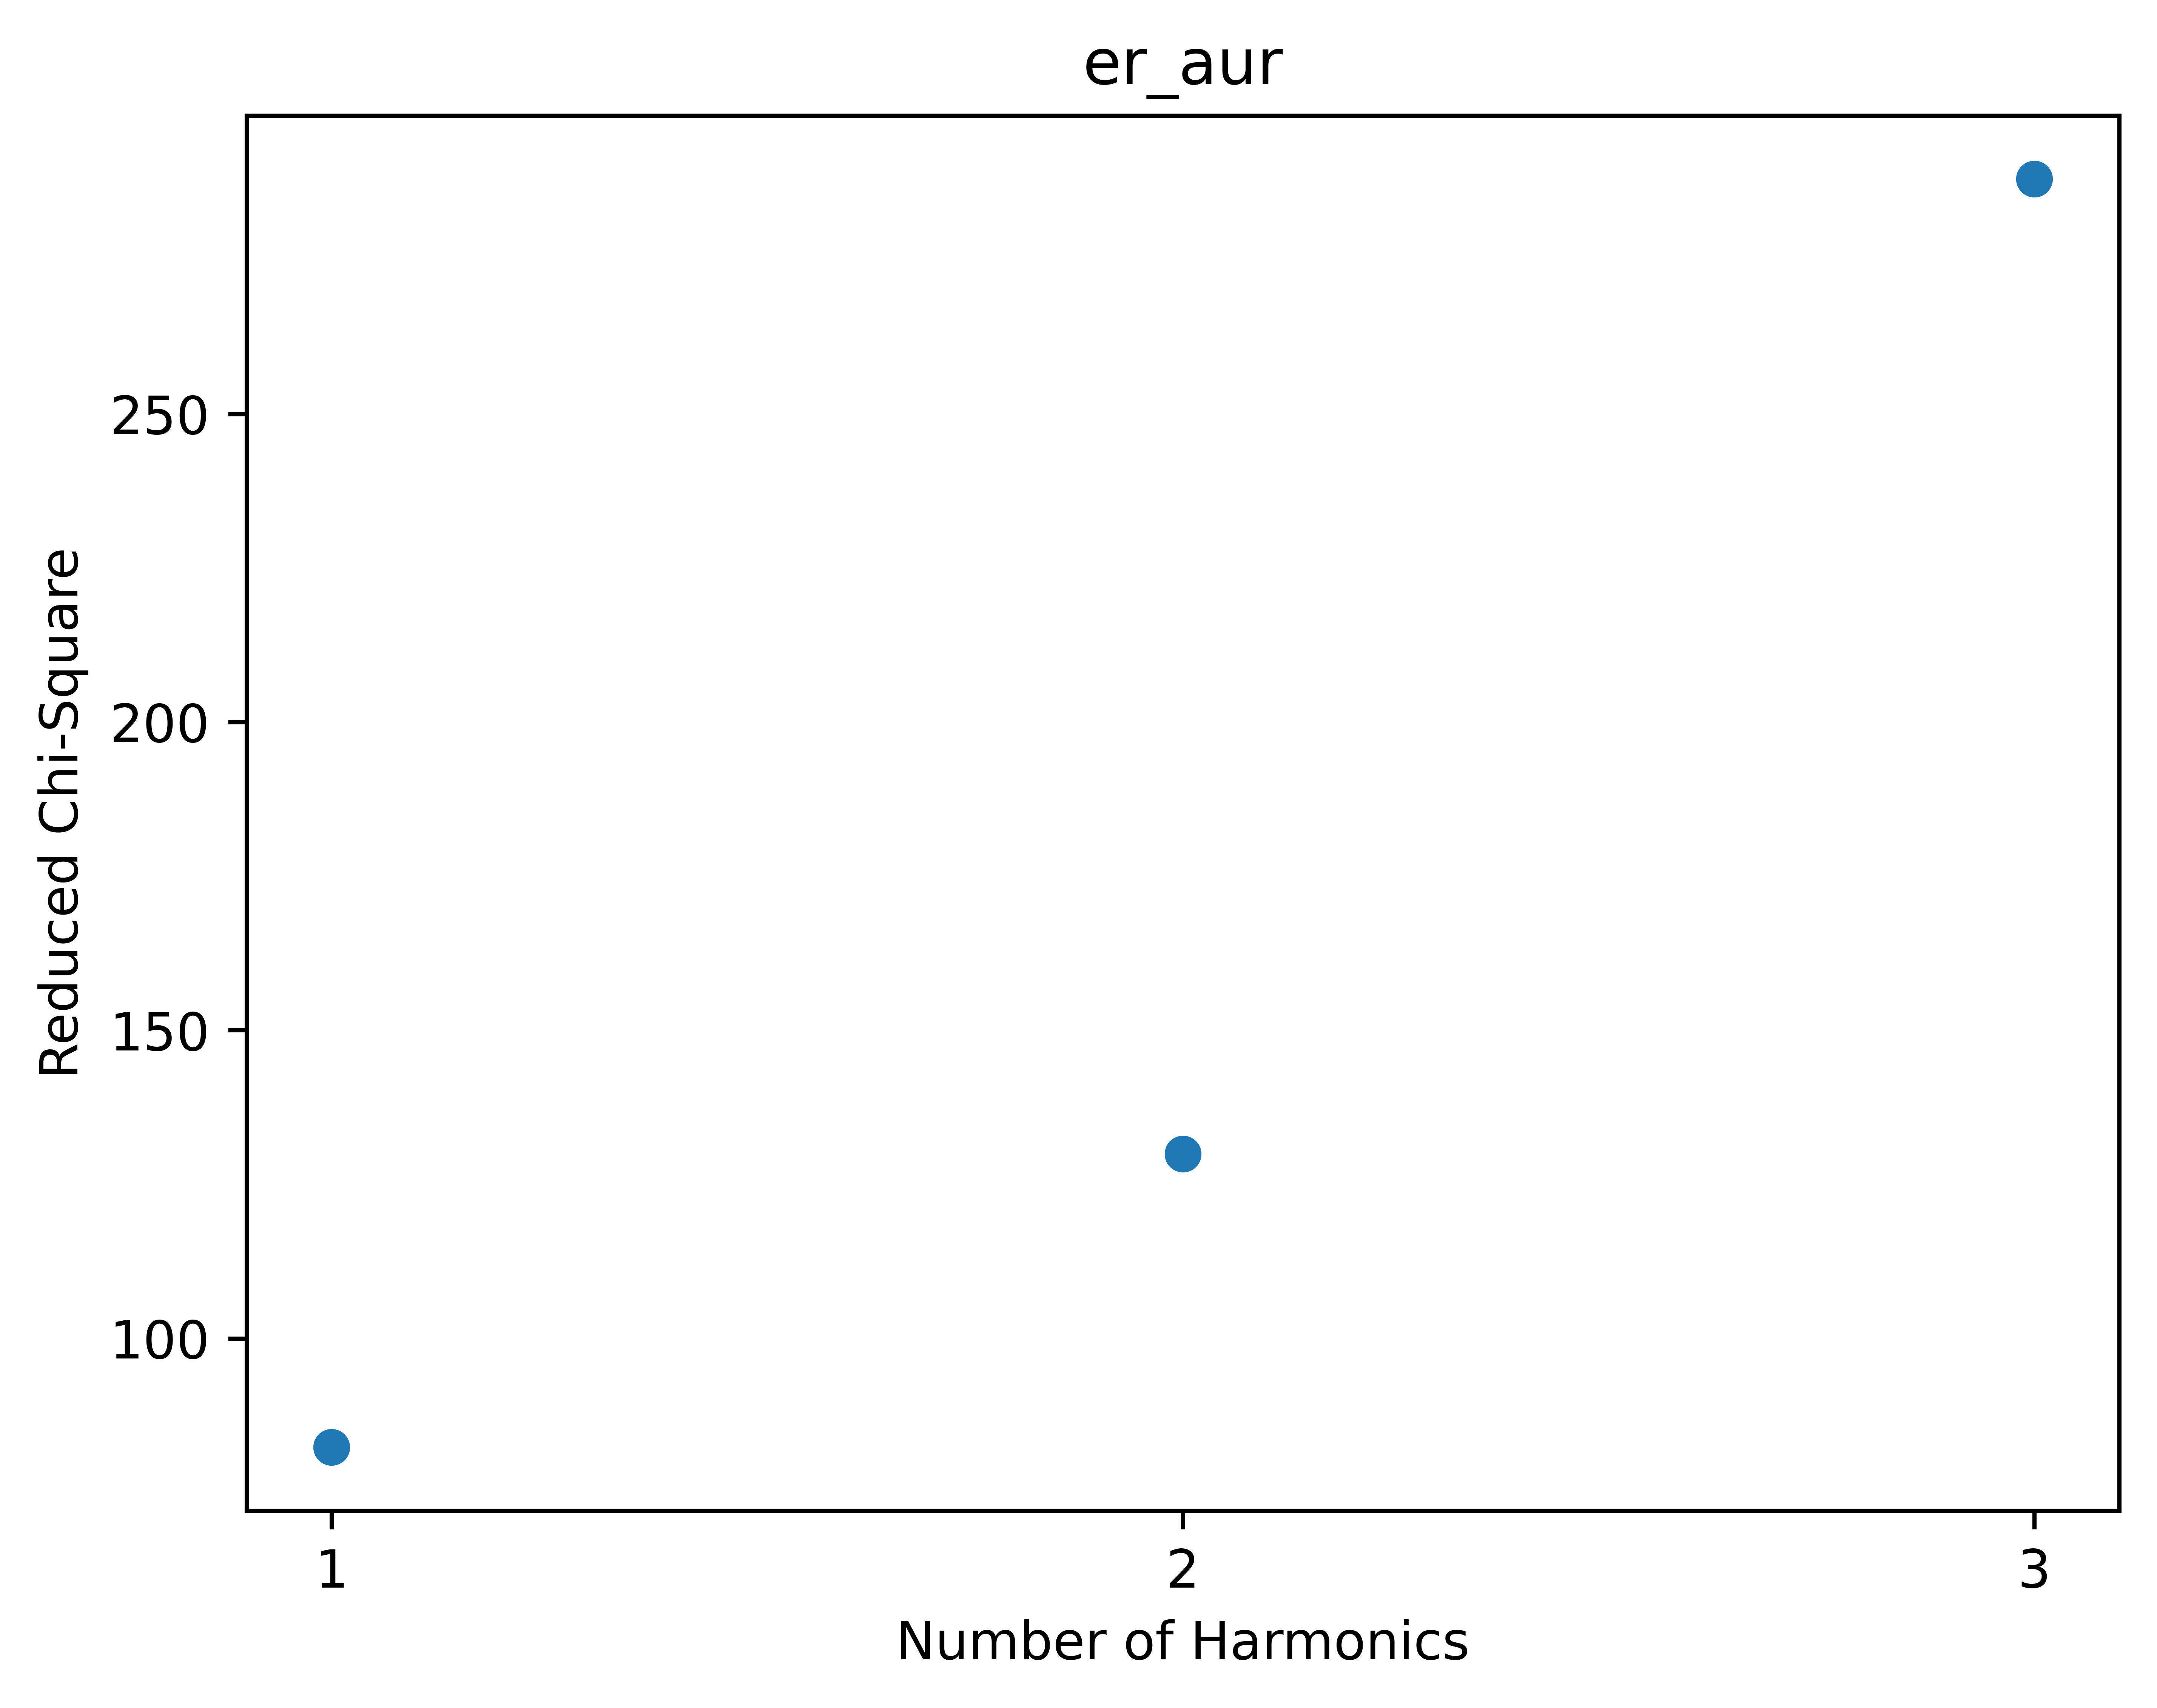 er_aur
250
200
150
100
Reduced Chi-Square
1 2 3
Number of Harmonics